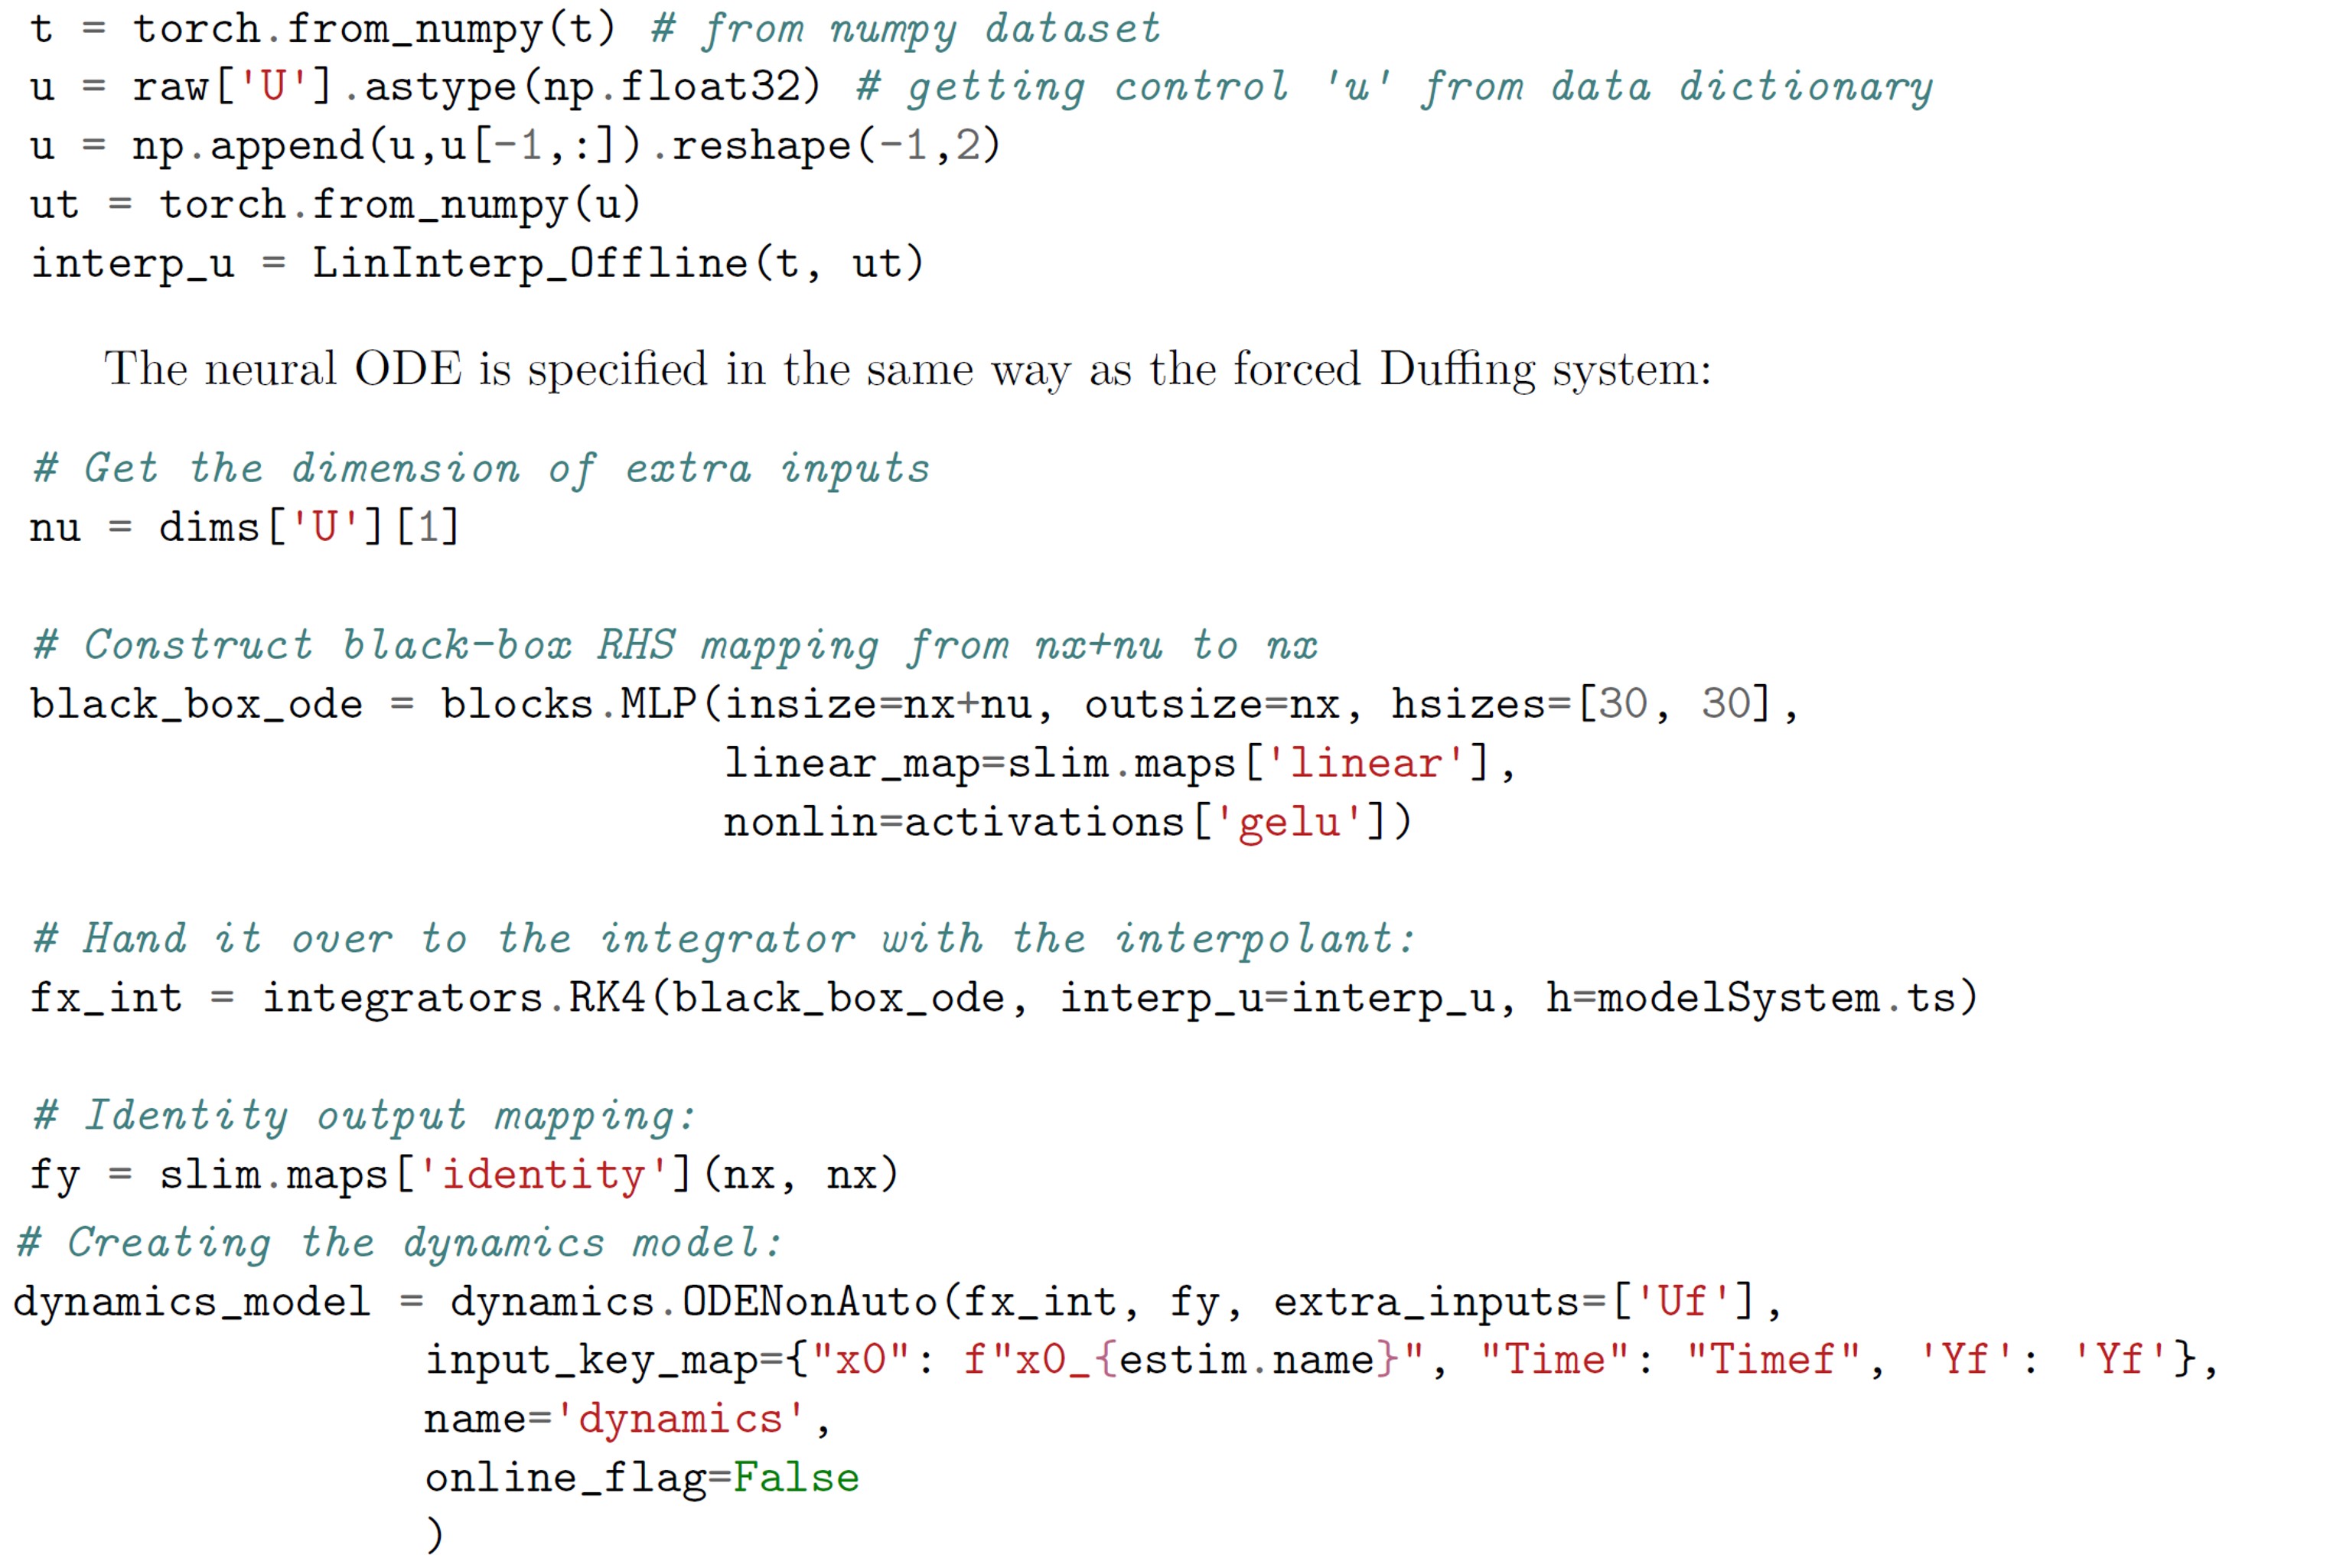 t = torch.from_numpy(t) # from numpy dataset
u = raw['U'].astype(np.float32) # getting control 'u' from data dictionary
u = np.append(u,u[-1,:]).reshape(-1,2)
ut = torch.from_numpy(u)
interp_u = LinInterp_Offline(t, ut)
The neural ODE is specified in the same way as the forced Duffing system:
# Get the dimension of extra inputs
nu = dims['U'][1]
# Construct black-box RHS mapping from nx+nu to nx
black_box_ode = blocks.MLP(insize=nx+nu, outsize=nx, hsizes=[30, 30],
linear_map=slim.maps['linear'],
nonlin=activations['gelu'])
# Hand it over to the integrator with the interpolant:
fx_int = integrators.RK4(black_box_ode, interp_u=interp_u, h=modelSystem.ts)
# Identity output mapping:
fy = slim.maps['identity'](nx, nx)
# Creating the dynamics model:
dynamics_model = dynamics.ODENonAuto(fx_int, fy, extra_inputs=['Uf'],
input_key_map={"x0": f"x0_{estim.name}", "Time": "Timef", 'Yf': 'Yf'},
name='dynamics',
online_flag=False
)